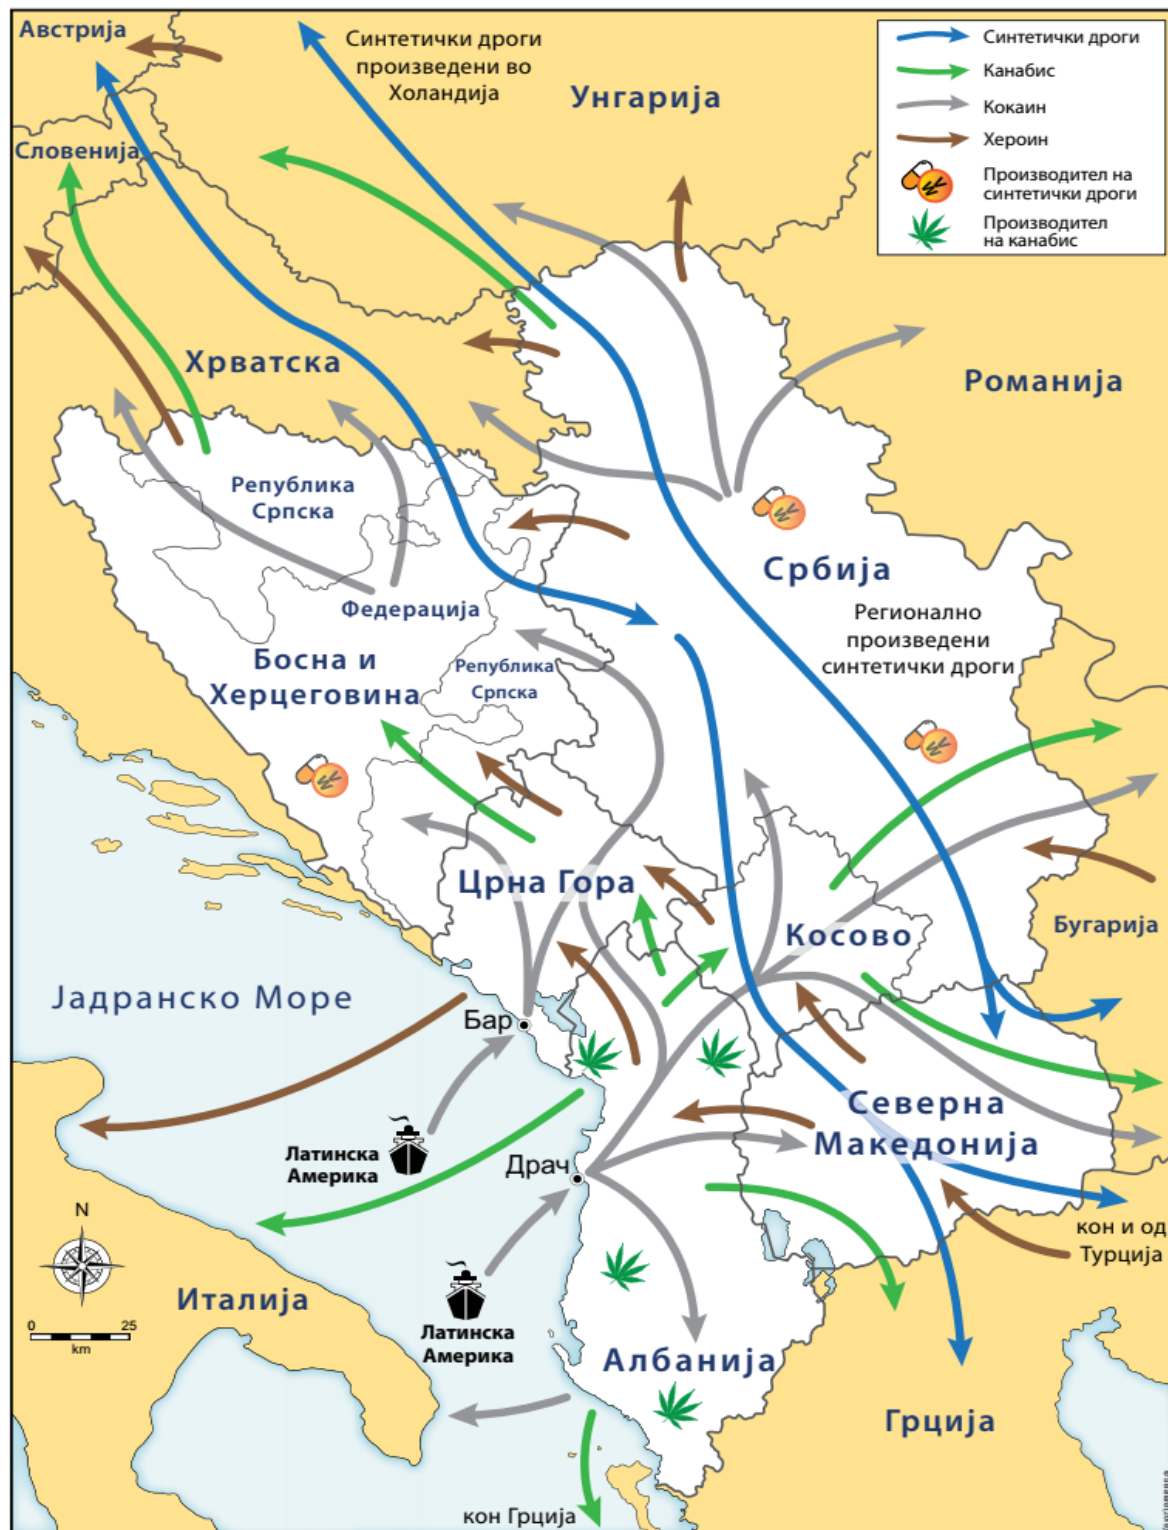 Австрија
Синтетички дроги
произведени во
Холандија
Унгарија
Синтетички дроги
Канабис
Кокаин
Хероин
Производител на
синтетички дроги
Производител
на канабис
Словенија
Хрватска
Романија
Република
Српска
Федерација
Србија
Регионално
произведени
синтетички дроги
Босна и
Херцеговина
Република
Српска
Црна Гора
Косово
Бугарија
Јадранско Море
Бар
Латинска
Америка
Драч
Северна
Македонија
кон и од
Турција
N
0 25
km
Италија
Латинска
Америка
Албанија
Грција
кон Грција